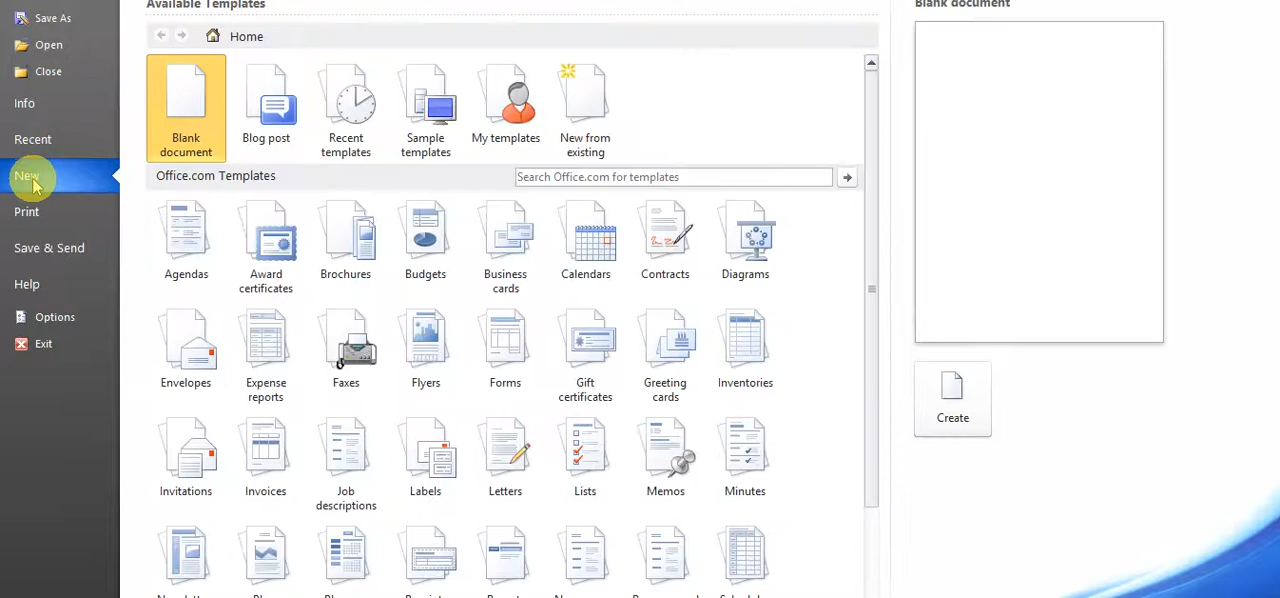 Available Templates
Blank document
Save As
Open
Close
Info
Recent
New
Print
Save & Send
Help
Options
Exit
Home
Blank
document
Blog post
Recent
templates
Sample
templates
My templates
New from
existing
Office.com Templates
Search Office.com for templates
Agendas
Award
certificates
Brochures
Budgets
Business
cards
Calendars
Contracts
Diagrams
Envelopes
Expense
reports
Faxes
Flyers
Forms
Gift
certificates
Greeting
cards
Inventories
Invitations
Invoices
Job
descriptions
Labels
Letters
Lists
Memos
Minutes
Create